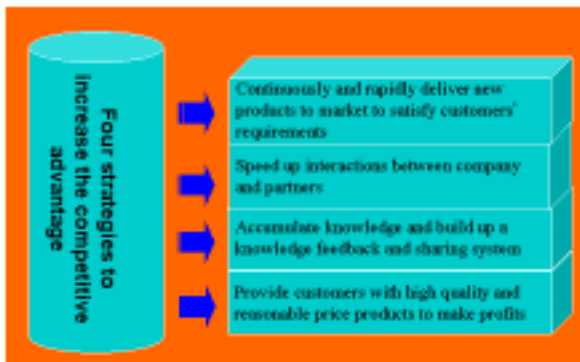 Four strategies to
increase the competitive
advantage
Continuously and rapidly deliver new
products to market to satisfy customers'
requirements
Speed up interactions between company
and partners
Accumulate knowledge and build up a
knowledge feedback and sharing system
Provide customers with high quality and
reasonable price products to make profits